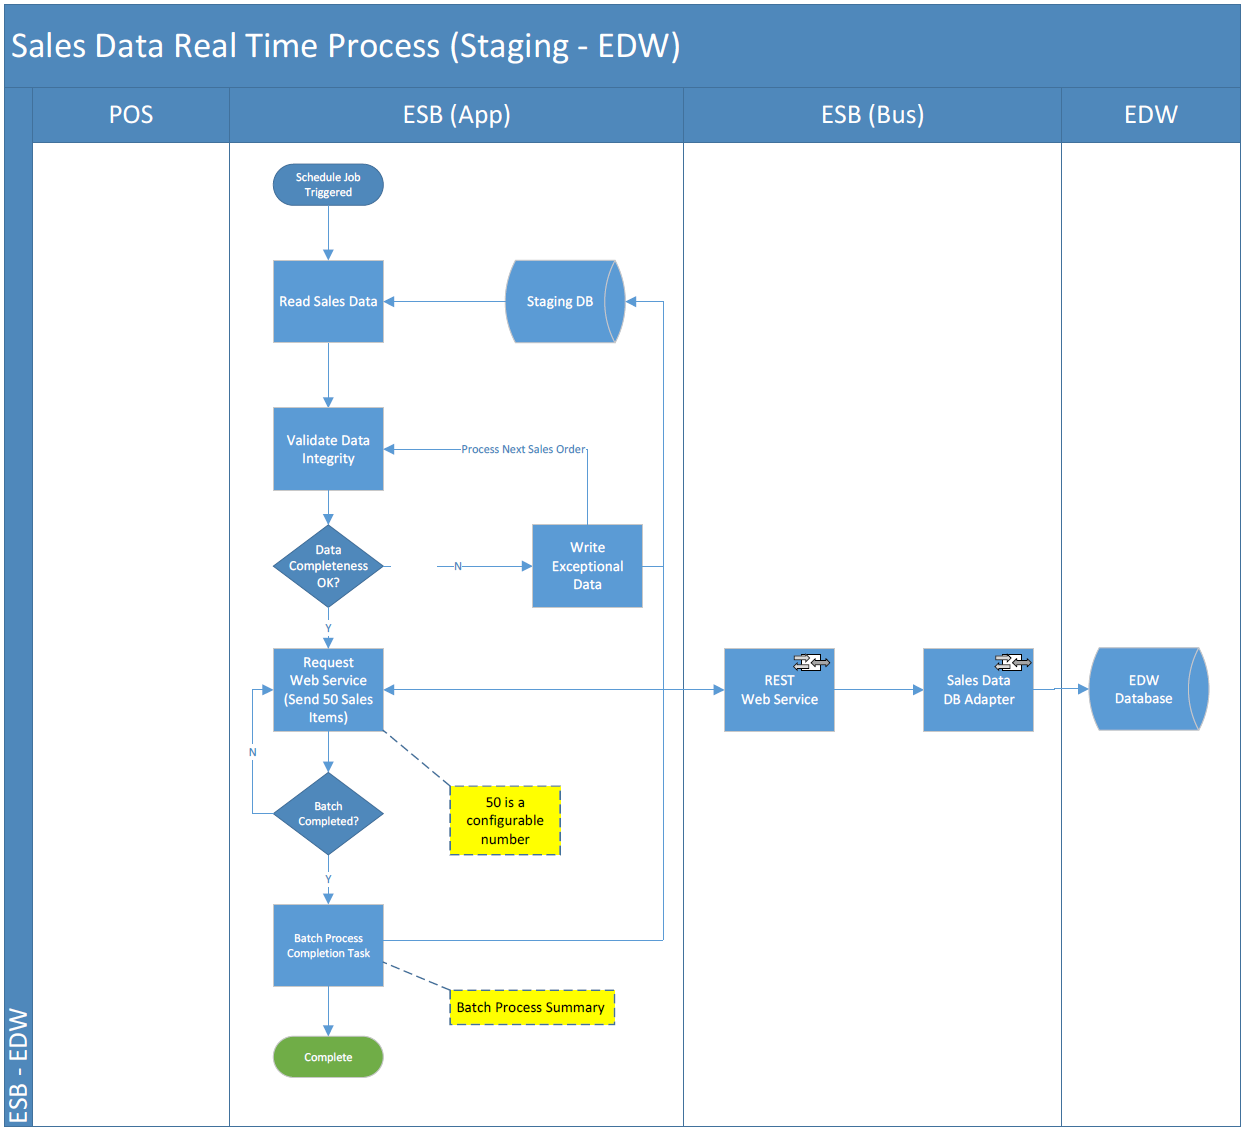 Sales Data Real Time Process (Staging - EDW)
POS
ESB (App)
ESB (Bus)
EDW
ESB - EDW
Schedule Job
Triggered
Read Sales Data
Staging DB
Validate Data
Integrity
Process Next Sales Order
Data
Completeness
OK?
N
Write
Exceptional
Data
Y
Request
Web Service
(Send 50 Sales
Items)
REST
Web Service
Sales Data
DB Adapter
EDW
Database
N
Batch
Completed?
50 is a
configurable
number
Y
Batch Process
Completion Task
Batch Process Summary
Complete